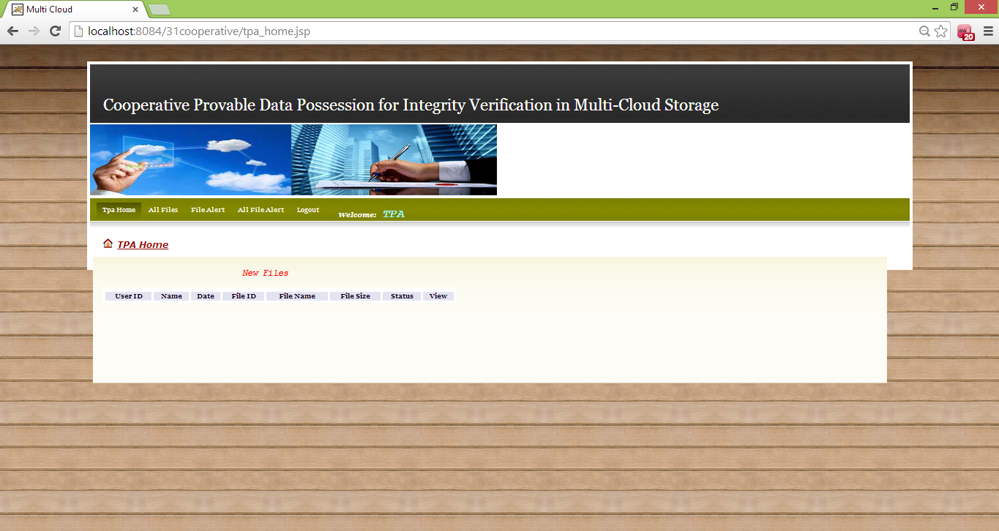 Multi Cloud
localhost:8084/31cooperative/tpa_home.jsp
20
Cooperative Provable Data Possession for Integrity Verification in Multi-Cloud Storage
Tpa Home All Files File Alert All File Alert Logout Welcome: TPA
TPA Home
New Files
User ID Name Date File ID File Name File Size Status View